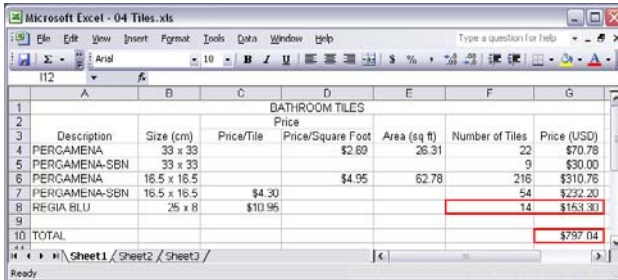 Microsoft Excel - 04 Tiles.xls
File Edit View Insert Format Tools Data Window Help Type a question for help
Arial 10 B I U $ % ,
I12 fx
A B C D E F G
1 BATHROOM TILES
2 Price
3 Description Size (cm) Price/Tile Price/Square Foot Area (sq ft) Number of Tiles Price (USD)
4 PERGAMENA 33 x 33 $2.69 26.31 22 $70.78
5 PERGAMENA-SBN 33 x 33 9 $30.00
6 PERGAMENA 16.5 x 16.5 $4.95 62.78 216 $310.76
7 PERGAMENA-SBN 16.5 x 16.5 $4.30 54 $232.20
8 REGIA BLU 25 x 8 $10.95 14 $153.30
9
10 TOTAL $797.04
Sheet1 / Sheet2 / Sheet3 /
Ready